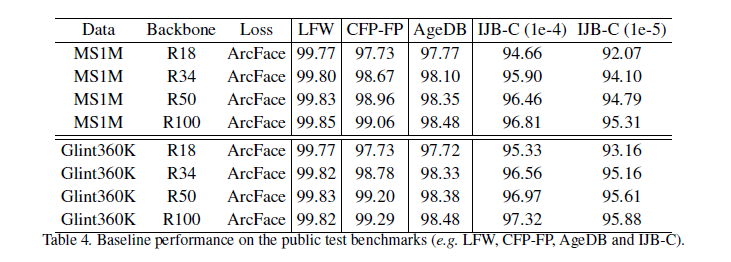 Data Backbone Loss LFW CFP-FP AgeDB IJB-C (1e-4) IJB-C (1e-5)
MS1M R18 ArcFace 99.77 97.73 97.77 94.66 92.07
MS1M R34 ArcFace 99.80 98.67 98.10 95.90 94.10
MS1M R50 ArcFace 99.83 98.96 98.35 96.46 94.79
MS1M R100 ArcFace 99.85 99.06 98.48 96.81 95.31
Glint360K R18 ArcFace 99.77 97.73 97.72 95.33 93.16
Glint360K R34 ArcFace 99.82 98.78 98.33 96.56 95.16
Glint360K R50 ArcFace 99.83 99.20 98.38 96.97 95.61
Glint360K R100 ArcFace 99.82 99.29 98.48 97.32 95.88
Table 4. Baseline performance on the public test benchmarks (e.g. LFW, CFP-FP, AgeDB and IJB-C).